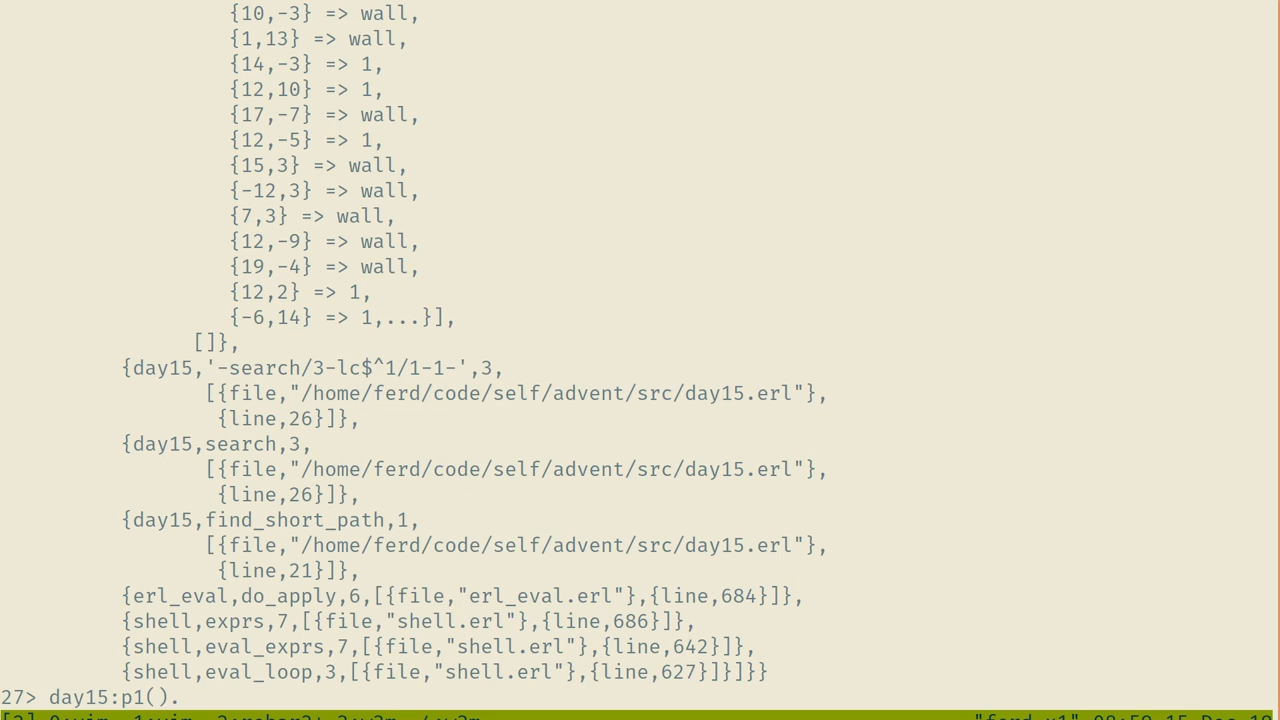 {10,-3} => wall,
{1,13} => wall,
{14,-3} => 1,
{12,10} => 1,
{17,-7} => wall,
{12,-5} => 1,
{15,3} => wall,
{-12,3} => wall,
{7,3} => wall,
{12,-9} => wall,
{19,-4} => wall,
{12,2} => 1,
{-6,14} => 1,...}],
[]},
{day15,'-search/3-lc$^1/1-1-',3,
[{file,"/home/ferd/code/self/advent/src/day15.erl"},
{line,26}]},
{day15,search,3,
[{file,"/home/ferd/code/self/advent/src/day15.erl"},
{line,26}]},
{day15,find_short_path,1,
[{file,"/home/ferd/code/self/advent/src/day15.erl"},
{line,21}]},
{erl_eval,do_apply,6,[{file,"erl_eval.erl"},{line,684}]},
{shell,exprs,7,[{file,"shell.erl"},{line,686}]},
{shell,eval_exprs,7,[{file,"shell.erl"},{line,642}]},
{shell,eval_loop,3,[{file,"shell.erl"},{line,627}]}]}}
27> day15:p1().